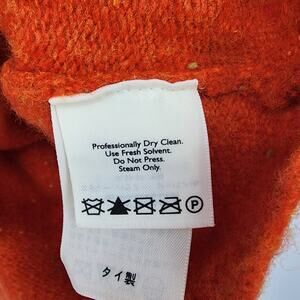 Professionally Dry Clean.
Use Fresh Solvent.
Do Not Press.
Steam Only.
P
タイ製